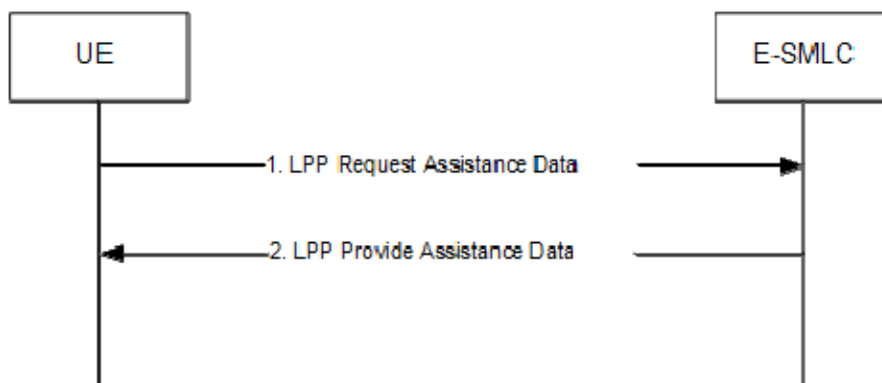 UE
E-SMLC
1. LPP Request Assistance Data
2. LPP Provide Assistance Data